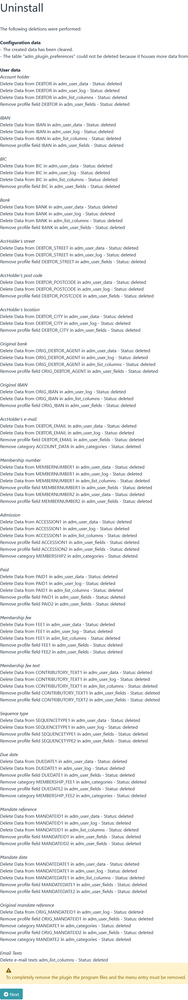 Uninstall
The following deletions were performed:
Configuration data
- The created data has been cleared.
- The table "adm_plugin_preferences" could not be deleted because it houses more data from
User data
Account holder
Delete Data from DEBTOR in adm_user_data - Status: deleted
Delete Data from DEBTOR in adm_user_log - Status: deleted
Delete Data from DEBTOR in adm_list_columns - Status: deleted
Remove profile field DEBTOR in adm_user_fields - Status: deleted
IBAN
Delete Data from IBAN in adm_user_data - Status: deleted
Delete Data from IBAN in adm_user_log - Status: deleted
Delete Data from IBAN in adm_list_columns - Status: deleted
Remove profile field IBAN in adm_user_fields - Status: deleted
BIC
Delete Data from BIC in adm_user_data - Status: deleted
Delete Data from BIC in adm_user_log - Status: deleted
Delete Data from BIC in adm_list_columns - Status: deleted
Remove profile field BIC in adm_user_fields - Status: deleted
Bank
Delete Data from BANK in adm_user_data - Status: deleted
Delete Data from BANK in adm_user_log - Status: deleted
Delete Data from BANK in adm_list_columns - Status: deleted
Remove profile field BANK in adm_user_fields - Status: deleted
AccHolder's street
Delete Data from DEBTOR_STREET in adm_user_data - Status: deleted
Delete Data from DEBTOR_STREET in adm_user_log - Status: deleted
Remove profile field DEBTOR_STREET in adm_user_fields - Status: deleted
AccHolder's post code
Delete Data from DEBTOR_POSTCODE in adm_user_data - Status: deleted
Delete Data from DEBTOR_POSTCODE in adm_user_log - Status: deleted
Remove profile field DEBTOR_POSTCODE in adm_user_fields - Status: deleted
AccHolder's location
Delete Data from DEBTOR_CITY in adm_user_data - Status: deleted
Delete Data from DEBTOR_CITY in adm_user_log - Status: deleted
Remove profile field DEBTOR_CITY in adm_user_fields - Status: deleted
Original bank
Delete Data from ORIG_DEBTOR_AGENT in adm_user_data - Status: deleted
Delete Data from ORIG_DEBTOR_AGENT in adm_user_log - Status: deleted
Delete Data from ORIG_DEBTOR_AGENT in adm_list_columns - Status: deleted
Remove profile field ORIG_DEBTOR_AGENT in adm_user_fields - Status: deleted
Original IBAN
Delete Data from ORIG_IBAN in adm_user_log - Status: deleted
Delete Data from ORIG_IBAN in adm_list_columns - Status: deleted
Remove profile field ORIG_IBAN in adm_user_fields - Status: deleted
AccHolder's e-mail
Delete Data from DEBTOR_EMAIL in adm_user_data - Status: deleted
Delete Data from DEBTOR_EMAIL in adm_user_log - Status: deleted
Remove profile field DEBTOR_EMAIL in adm_user_fields - Status: deleted
Remove category ACCOUNT_DATA in adm_categories - Status: deleted
Membership number
Delete Data from MEMBERNUMBER1 in adm_user_data - Status: deleted
Delete Data from MEMBERNUMBER1 in adm_user_log - Status: deleted
Delete Data from MEMBERNUMBER1 in adm_list_columns - Status: deleted
Remove profile field MEMBERNUMBER1 in adm_user_fields - Status: deleted
Delete Data from MEMBERNUMBER2 in adm_user_data - Status: deleted
Remove profile field MEMBERNUMBER2 in adm_user_fields - Status: deleted
Admission
Delete Data from ACCESSION1 in adm_user_data - Status: deleted
Delete Data from ACCESSION1 in adm_user_log - Status: deleted
Delete Data from ACCESSION1 in adm_list_columns - Status: deleted
Remove profile field ACCESSION1 in adm_user_fields - Status: deleted
Remove profile field ACCESSION2 in adm_user_fields - Status: deleted
Remove category MEMBERSHIP2 in adm_categories - Status: deleted
Paid
Delete Data from PAID1 in adm_user_data - Status: deleted
Delete Data from PAID1 in adm_user_log - Status: deleted
Delete Data from PAID1 in adm_list_columns - Status: deleted
Remove profile field PAID1 in adm_user_fields - Status: deleted
Remove profile field PAID2 in adm_user_fields - Status: deleted
Membership fee
Delete Data from FEE1 in adm_user_data - Status: deleted
Delete Data from FEE1 in adm_user_log - Status: deleted
Delete Data from FEE1 in adm_list_columns - Status: deleted
Remove profile field FEE1 in adm_user_fields - Status: deleted
Remove profile field FEE2 in adm_user_fields - Status: deleted
Membership fee text
Delete Data from CONTRIBUTORY_TEXT1 in adm_user_data - Status: deleted
Delete Data from CONTRIBUTORY_TEXT1 in adm_user_log - Status: deleted
Delete Data from CONTRIBUTORY_TEXT1 in adm_list_columns - Status: deleted
Remove profile field CONTRIBUTORY_TEXT1 in adm_user_fields - Status: deleted
Remove profile field CONTRIBUTORY_TEXT2 in adm_user_fields - Status: deleted
Sequence type
Delete Data from SEQUENCETYPE1 in adm_user_data - Status: deleted
Delete Data from SEQUENCETYPE1 in adm_user_log - Status: deleted
Remove profile field SEQUENCETYPE1 in adm_user_fields - Status: deleted
Remove profile field SEQUENCETYPE2 in adm_user_fields - Status: deleted
Due date
Delete Data from DUEDATE1 in adm_user_data - Status: deleted
Delete Data from DUEDATE1 in adm_user_log - Status: deleted
Remove profile field DUEDATE1 in adm_user_fields - Status: deleted
Remove category MEMBERSHIP_FEE1 in adm_categories - Status: deleted
Remove profile field DUEDATE2 in adm_user_fields - Status: deleted
Remove category MEMBERSHIP_FEE2 in adm_categories - Status: deleted
Mandate reference
Delete Data from MANDATEID1 in adm_user_data - Status: deleted
Delete Data from MANDATEID1 in adm_user_log - Status: deleted
Delete Data from MANDATEID1 in adm_list_columns - Status: deleted
Remove profile field MANDATEID1 in adm_user_fields - Status: deleted
Remove profile field MANDATEID2 in adm_user_fields - Status: deleted
Mandate date
Delete Data from MANDATEDATE1 in adm_user_data - Status: deleted
Delete Data from MANDATEDATE1 in adm_user_log - Status: deleted
Delete Data from MANDATEDATE1 in adm_list_columns - Status: deleted
Remove profile field MANDATEDATE1 in adm_user_fields - Status: deleted
Remove profile field MANDATEDATE2 in adm_user_fields - Status: deleted
Original mandate reference
Delete Data from ORIG_MANDATEID1 in adm_user_log - Status: deleted
Remove profile field ORIG_MANDATEID1 in adm_user_fields - Status: deleted
Remove category MANDATE1 in adm_categories - Status: deleted
Remove profile field ORIG_MANDATEID2 in adm_user_fields - Status: deleted
Remove category MANDATE2 in adm_categories - Status: deleted
Email Texts
Delete e-mail texts adm_list_columns - Status: deleted
To completely remove the plugin the program files and the menu entry must be removed.
Next